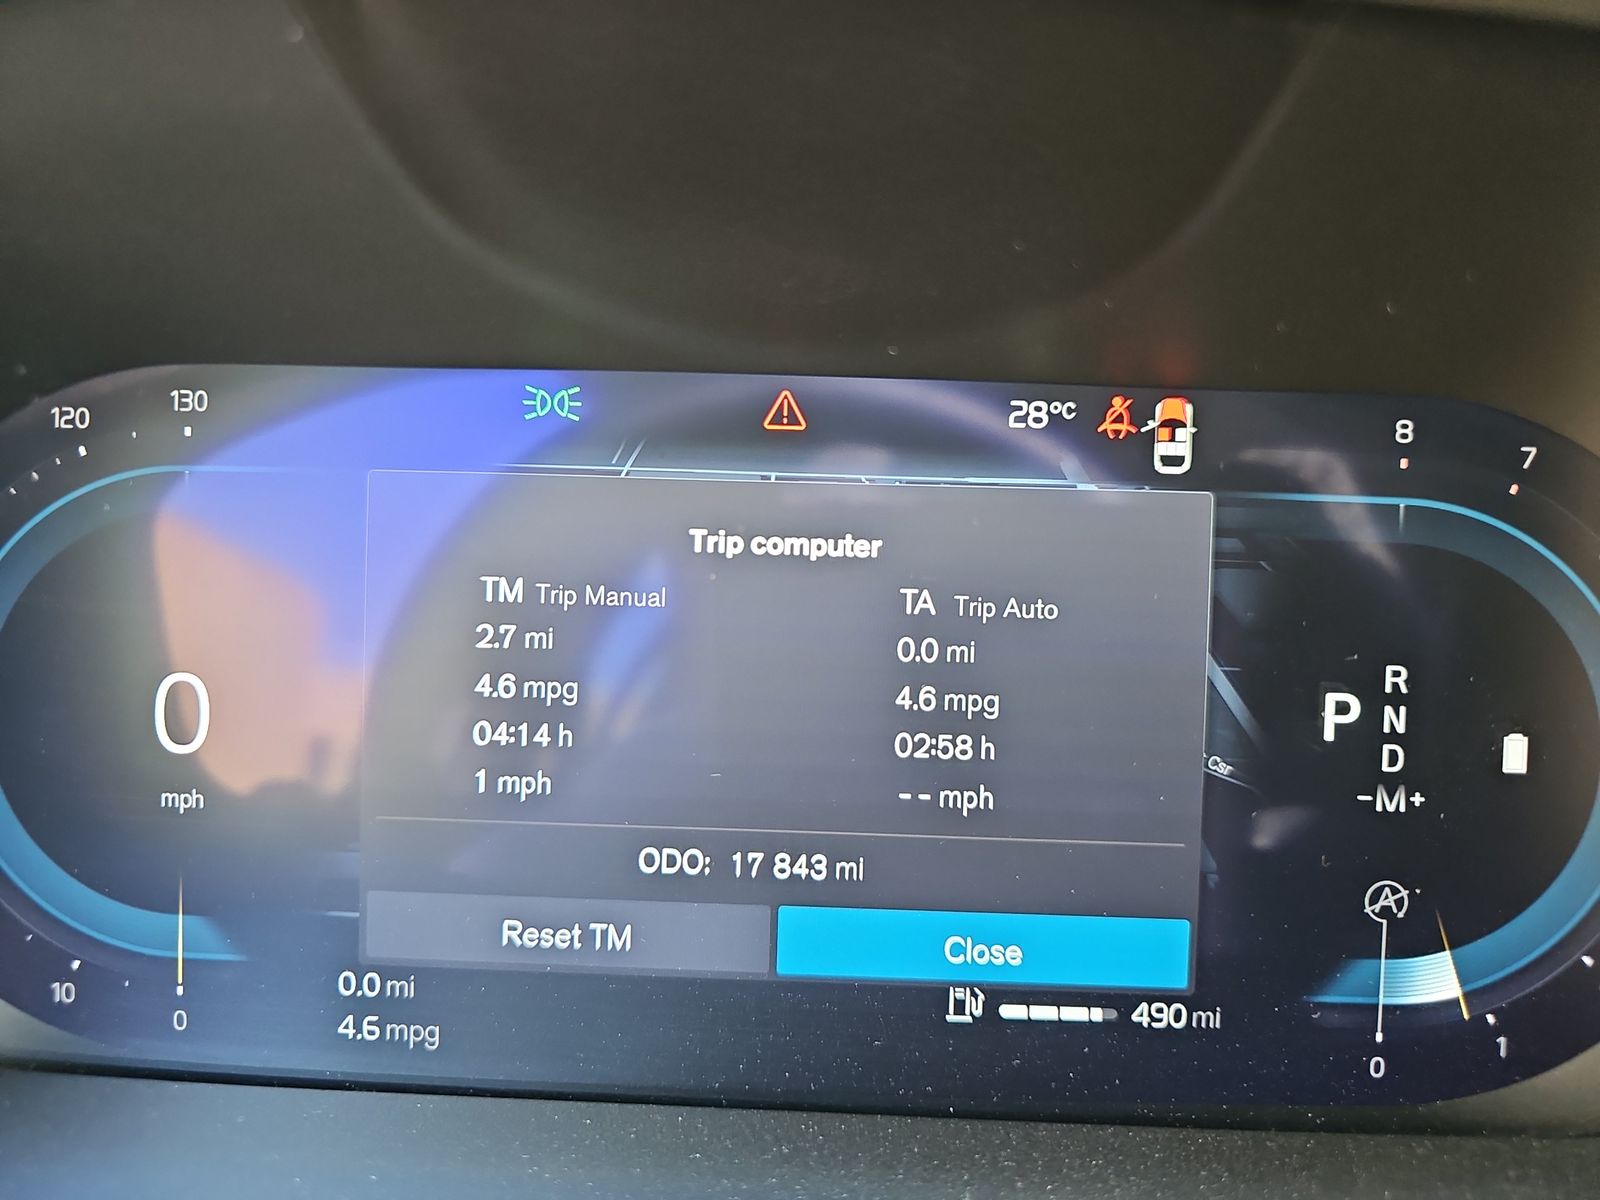 120
130
28°C
8
7
Trip computer
TM Trip Manual
2.7 mi
4.6 mpg
04:14 h
1 mph
TA Trip Auto
0.0 mi
4.6 mpg
02:58 h
-- mph
ODO: 17 843 mi
Reset TM
Close
0
mph
P
R
N
D
-M+
A
Csr
10
0
0.0 mi
4.6 mpg
490 mi
0
1